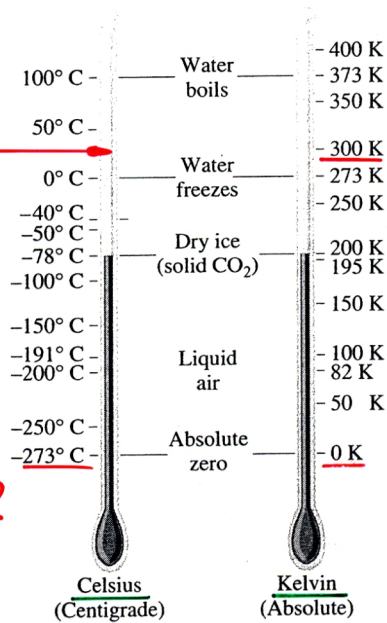 400 K
100° C
Water
boils
373 K
350 K
50° C
300 K
0° C
Water
freezes
273 K
250 K
–40° C
–50° C
–78° C
Dry ice
(solid CO2)
200 K
195 K
–100° C
150 K
–150° C
–191° C
–200° C
Liquid
air
100 K
82 K
50 K
–250° C
–273° C
Absolute
zero
0 K
Celsius
(Centigrade)
Kelvin
(Absolute)